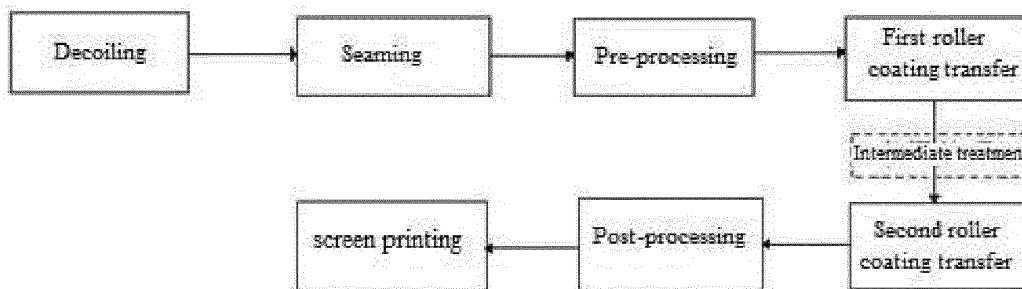 Decoiling
Seaming
Pre-processing
First roller
coating transfer
Intermediate treatment
Second roller
coating transfer
Post-processing
screen printing